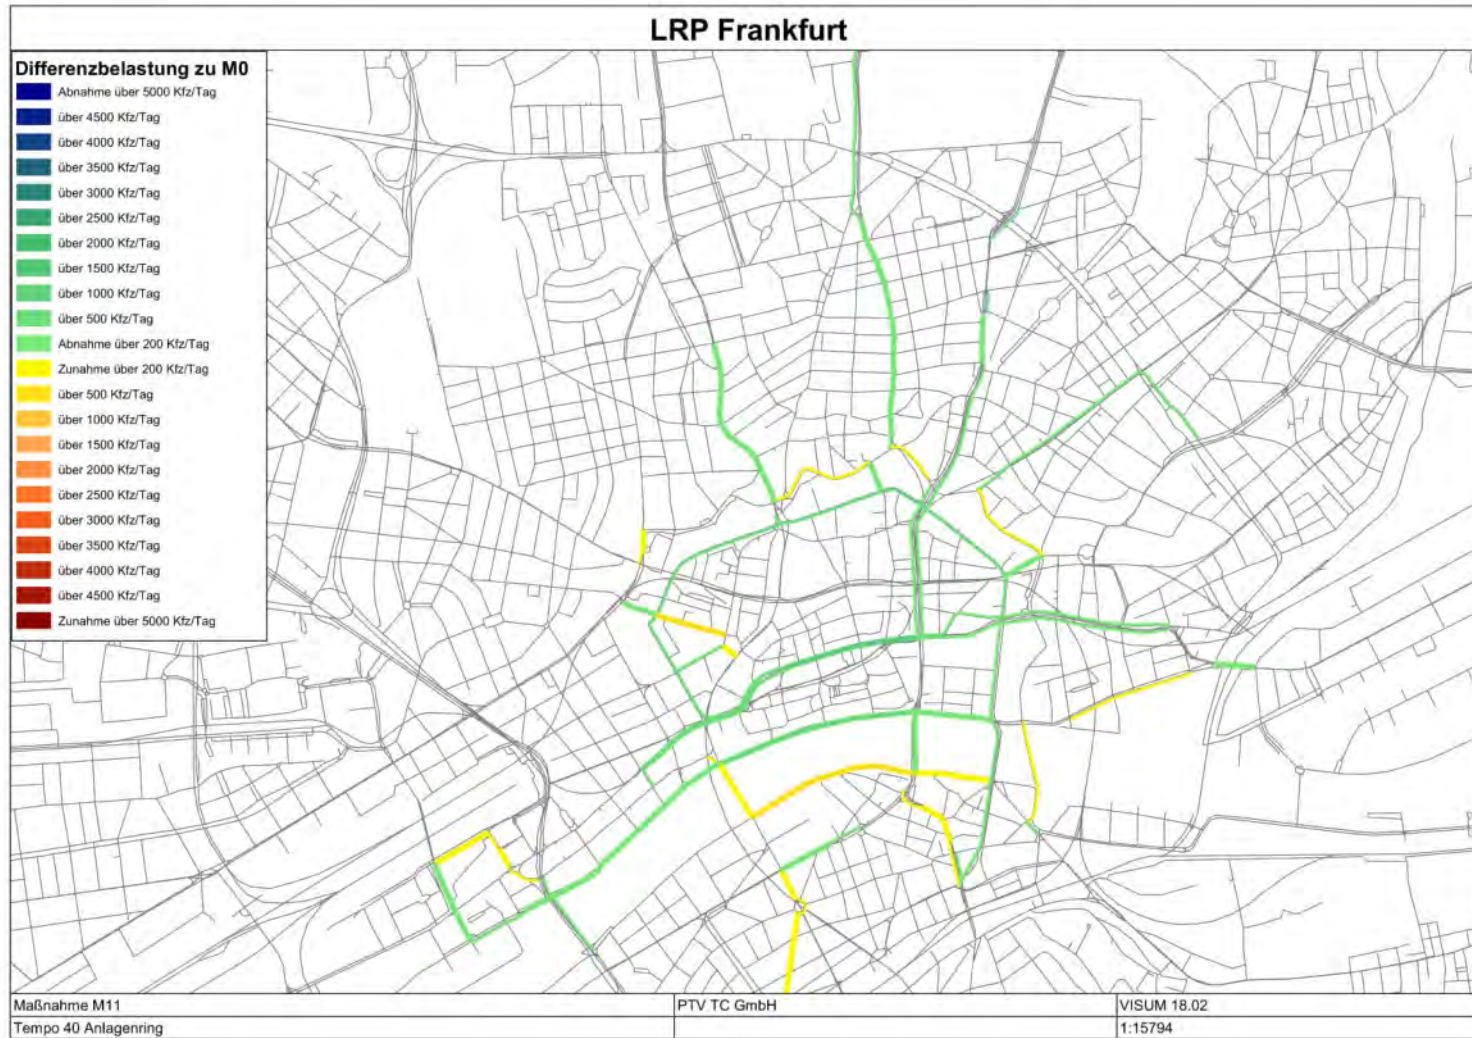 LRP Frankfurt
Differenzbelastung zu M0
Abnahme über 5000 Kfz/Tag
über 4500 Kfz/Tag
über 4000 Kfz/Tag
über 3500 Kfz/Tag
über 3000 Kfz/Tag
über 2500 Kfz/Tag
über 2000 Kfz/Tag
über 1500 Kfz/Tag
über 1000 Kfz/Tag
über 500 Kfz/Tag
Abnahme über 200 Kfz/Tag
Zunahme über 200 Kfz/Tag
über 500 Kfz/Tag
über 1000 Kfz/Tag
über 1500 Kfz/Tag
über 2000 Kfz/Tag
über 2500 Kfz/Tag
über 3000 Kfz/Tag
über 3500 Kfz/Tag
über 4000 Kfz/Tag
über 4500 Kfz/Tag
Zunahme über 5000 Kfz/Tag
Maßnahme M11
PTV TC GmbH
VISUM 18.02
Tempo 40 Anlagenring
1:15794